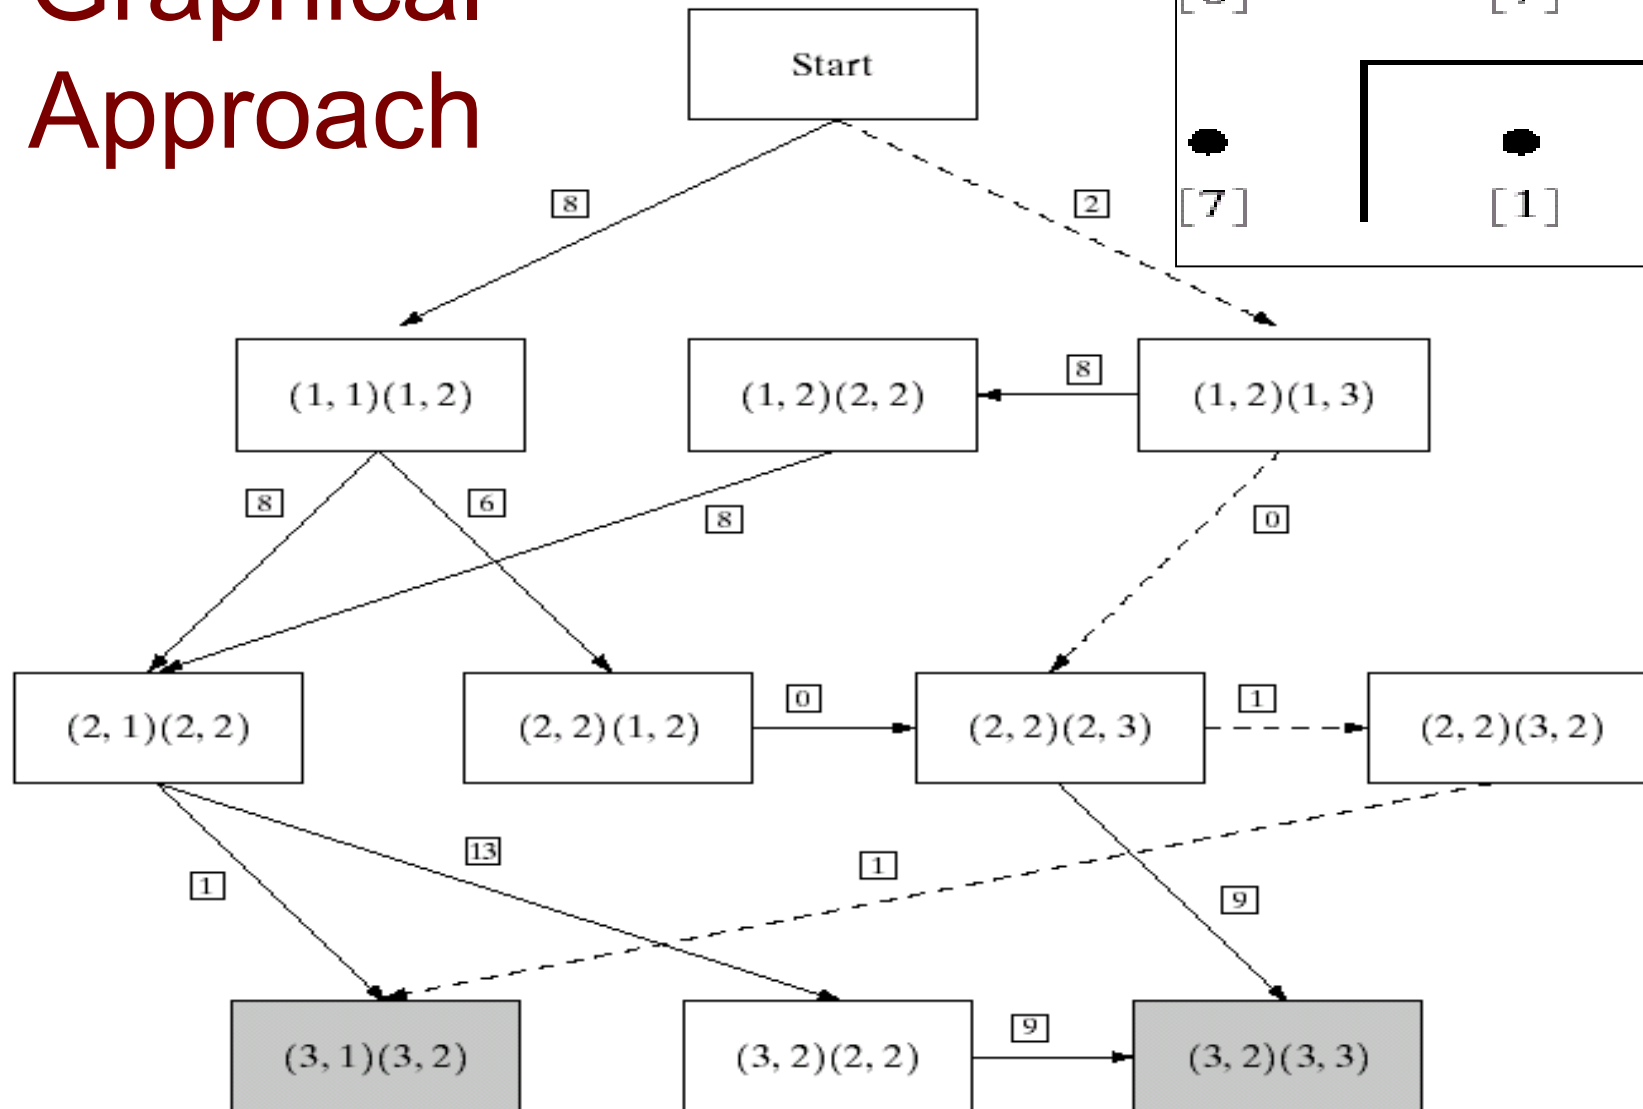 Graphical
Approach
Start
[7] [1]
8 2
(1, 1)(1, 2) (1, 2)(2, 2) 8 (1, 2)(1, 3)
8 6 8 0
(2, 1)(2, 2) (2, 2)(1, 2) 0 (2, 2)(2, 3) 1 (2, 2)(3, 2)
1 13 1 9
(3, 1)(3, 2) (3, 2)(2, 2) 9 (3, 2)(3, 3)